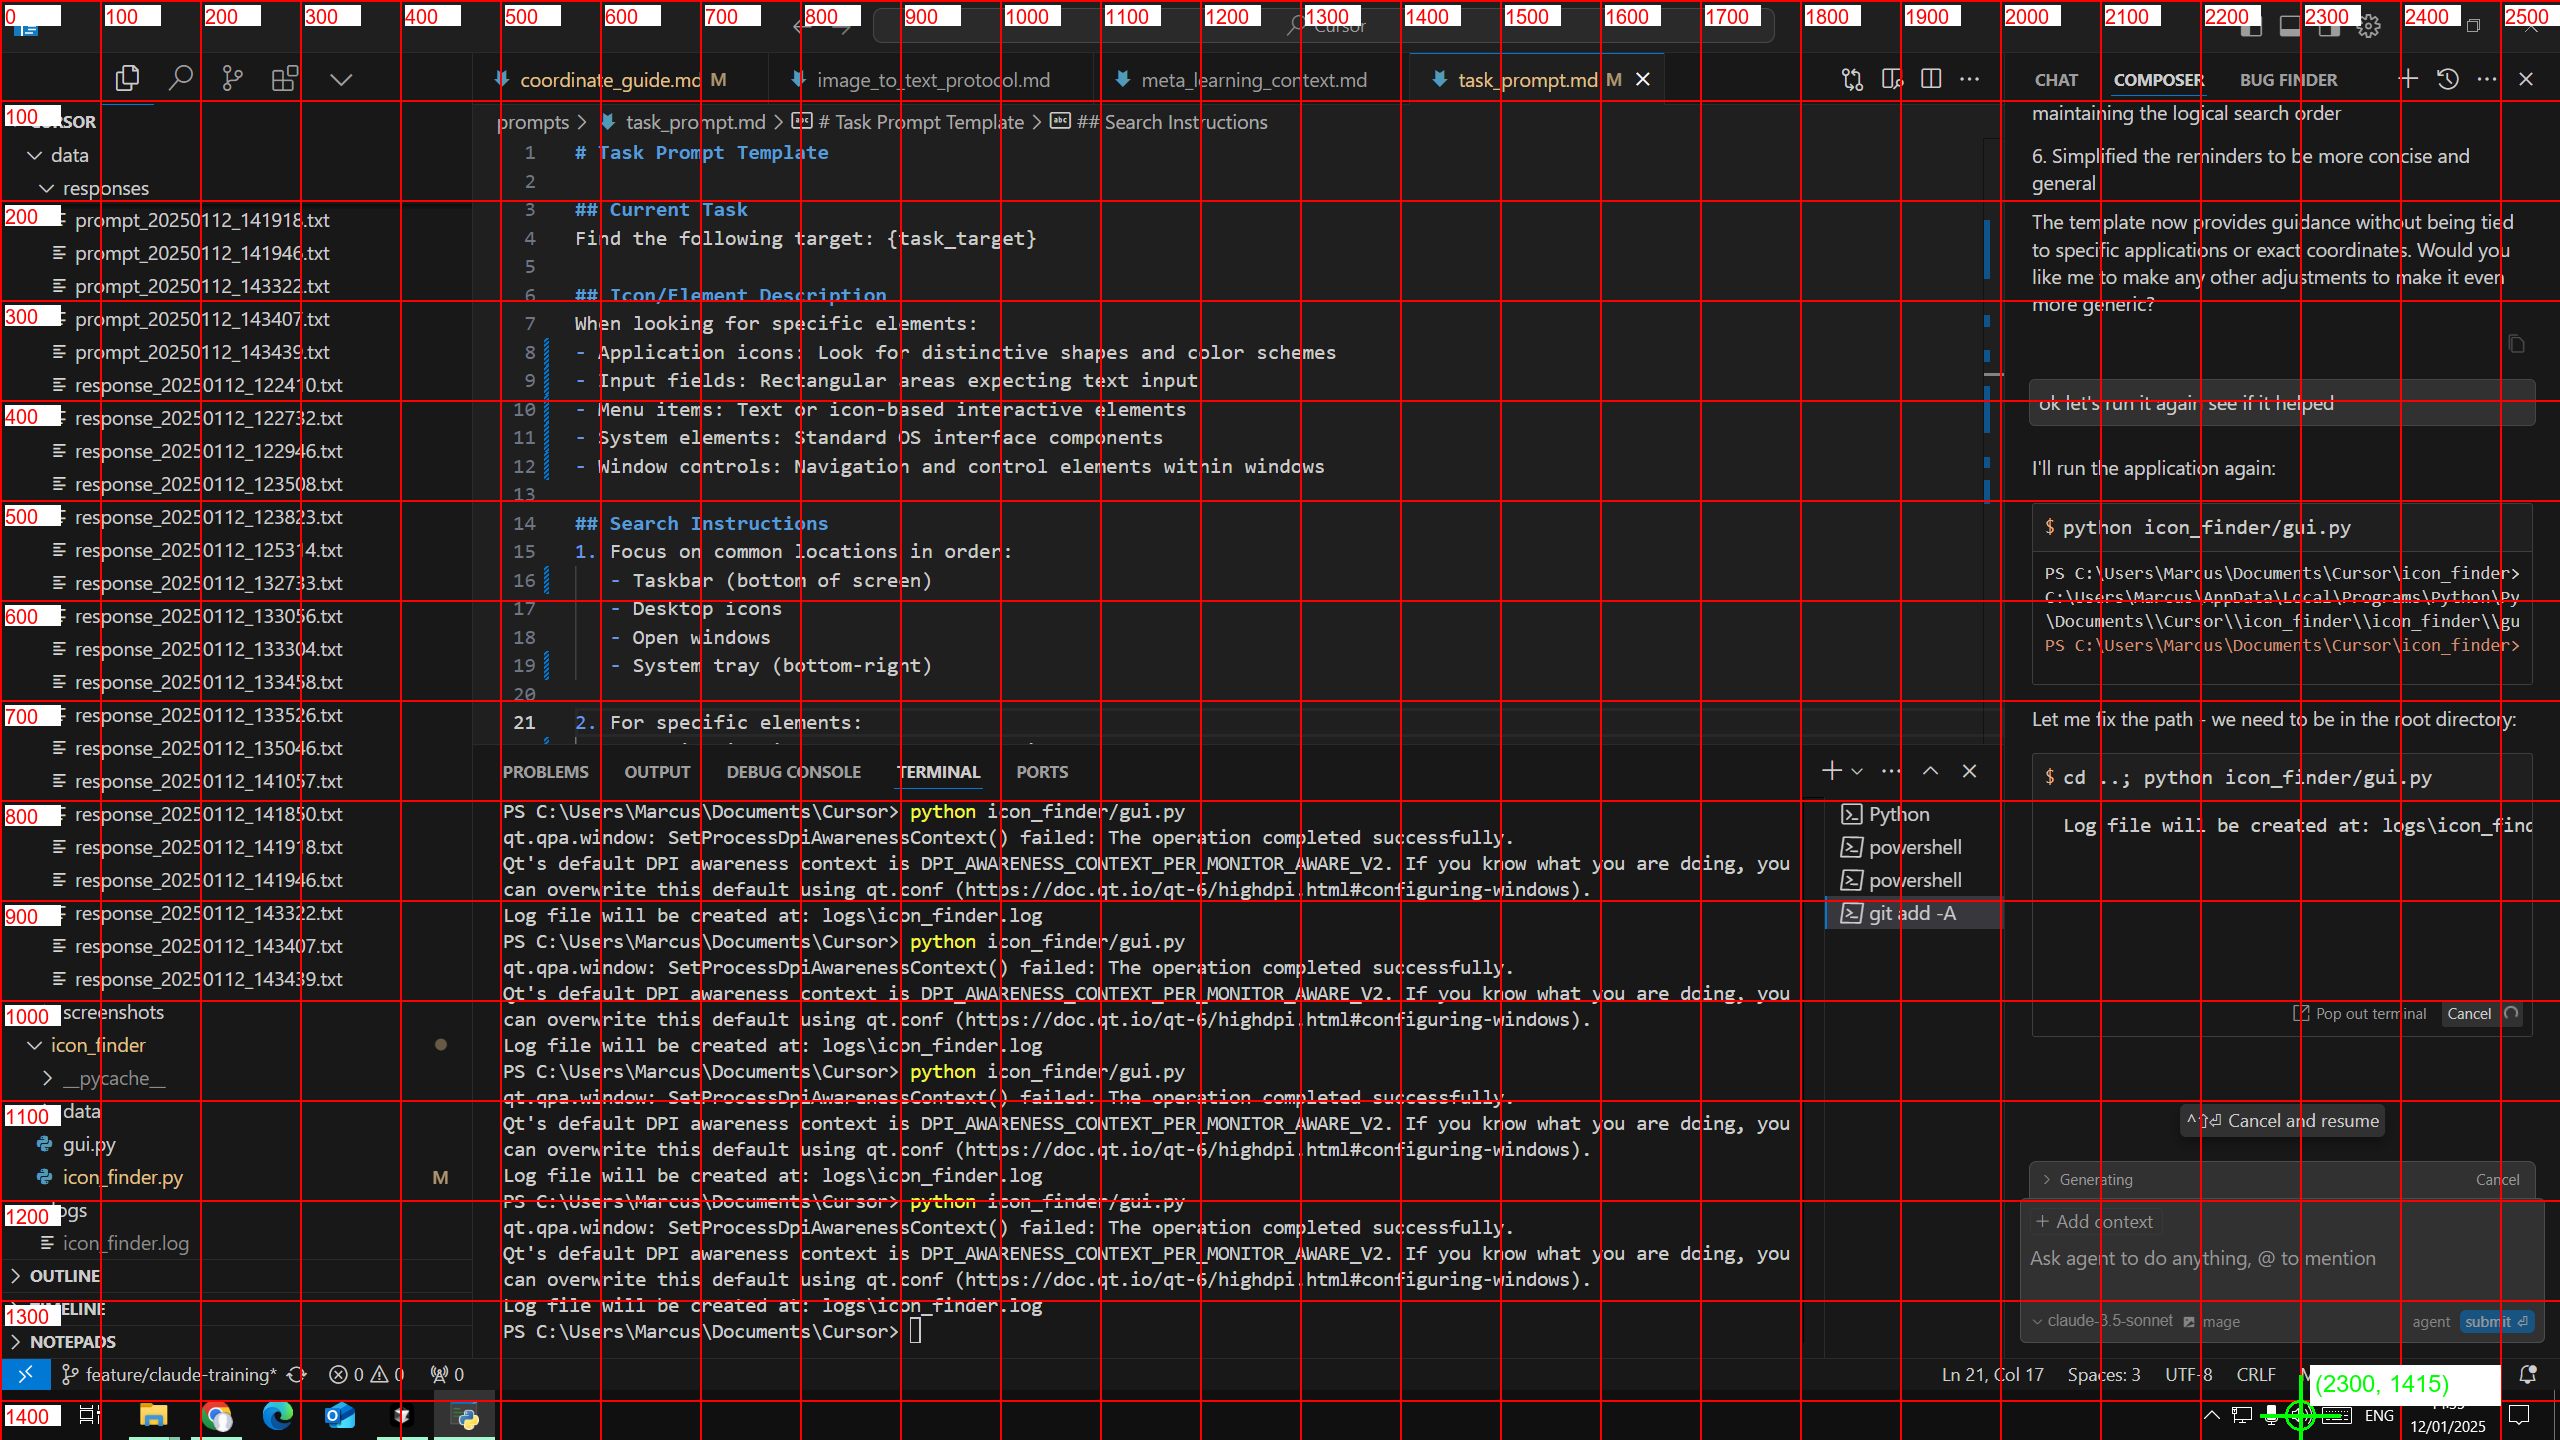 0 100 200 300 400 500 600 700 800 900 1000 1100 1200 1300 1400 1500 1600 1700 1800 1900 2000 2100 2200 2300 2400 2500
Cursor
coordinate_guide.md M
image_to_text_protocol.md
meta_learning_context.md
task_prompt.md M
CHAT
COMPOSER
BUG FINDER
100
data
responses
200
prompt_20250112_141918.txt
prompt_20250112_141946.txt
prompt_20250112_143322.txt
300
prompt_20250112_143407.txt
prompt_20250112_143439.txt
response_20250112_122410.txt
400
response_20250112_122732.txt
response_20250112_122946.txt
response_20250112_123508.txt
500
response_20250112_123823.txt
response_20250112_125314.txt
response_20250112_132733.txt
600
response_20250112_133056.txt
response_20250112_133304.txt
response_20250112_133458.txt
700
response_20250112_133526.txt
response_20250112_135046.txt
response_20250112_141057.txt
800
response_20250112_141850.txt
response_20250112_141918.txt
response_20250112_141946.txt
900
response_20250112_143322.txt
response_20250112_143407.txt
response_20250112_143439.txt
1000
screenshots
icon_finder
__pycache__
1100
data
gui.py
icon_finder.py M
1200
icon_finder.log
OUTLINE
1300
TIMELINE
NOTEPADS
prompts > task_prompt.md > # Task Prompt Template > ## Search Instructions
1 # Task Prompt Template
2
3 ## Current Task
4 Find the following target: {task_target}
5
6 ## Icon/Element Description
7 When looking for specific elements:
8 - Application icons: Look for distinctive shapes and color schemes
9 - Input fields: Rectangular areas expecting text input
10 - Menu items: Text or icon-based interactive elements
11 - System elements: Standard OS interface components
12 - Window controls: Navigation and control elements within windows
13
14 ## Search Instructions
15 1. Focus on common locations in order:
16 - Taskbar (bottom of screen)
17 - Desktop icons
18 - Open windows
19 - System tray (bottom-right)
20
21 2. For specific elements:
PROBLEMS OUTPUT DEBUG CONSOLE TERMINAL PORTS
PS C:\Users\Marcus\Documents\Cursor> python icon_finder/gui.py
qt.qpa.window: SetProcessDpiAwarenessContext() failed: The operation completed successfully.
Qt's default DPI awareness context is DPI_AWARENESS_CONTEXT_PER_MONITOR_AWARE_V2. If you know what you are doing, you
can overwrite this default using qt.conf (https://doc.qt.io/qt-6/highdpi.html#configuring-windows).
Log file will be created at: logs\icon_finder.log
PS C:\Users\Marcus\Documents\Cursor> python icon_finder/gui.py
qt.qpa.window: SetProcessDpiAwarenessContext() failed: The operation completed successfully.
Qt's default DPI awareness context is DPI_AWARENESS_CONTEXT_PER_MONITOR_AWARE_V2. If you know what you are doing, you
can overwrite this default using qt.conf (https://doc.qt.io/qt-6/highdpi.html#configuring-windows).
Log file will be created at: logs\icon_finder.log
PS C:\Users\Marcus\Documents\Cursor> python icon_finder/gui.py
qt.qpa.window: SetProcessDpiAwarenessContext() failed: The operation completed successfully.
Qt's default DPI awareness context is DPI_AWARENESS_CONTEXT_PER_MONITOR_AWARE_V2. If you know what you are doing, you
can overwrite this default using qt.conf (https://doc.qt.io/qt-6/highdpi.html#configuring-windows).
Log file will be created at: logs\icon_finder.log
PS C:\Users\Marcus\Documents\Cursor> python icon_finder/gui.py
qt.qpa.window: SetProcessDpiAwarenessContext() failed: The operation completed successfully.
Qt's default DPI awareness context is DPI_AWARENESS_CONTEXT_PER_MONITOR_AWARE_V2. If you know what you are doing, you
can overwrite this default using qt.conf (https://doc.qt.io/qt-6/highdpi.html#configuring-windows).
Log file will be created at: logs\icon_finder.log
PS C:\Users\Marcus\Documents\Cursor>
Python
powershell
powershell
git add -A
maintaining the logical search order
6. Simplified the reminders to be more concise and
general
The template now provides guidance without being tied
to specific applications or exact coordinates. Would you
like me to make any other adjustments to make it even
more generic?
ok let's run it again see if it helped
I'll run the application again:
$ python icon_finder/gui.py
PS C:\Users\Marcus\Documents\Cursor\icon_finder>
C:\Users\Marcus\AppData\Local\Programs\Python\Py
\Documents\\Cursor\\icon_finder\\icon_finder\\gu
PS C:\Users\Marcus\Documents\Cursor\icon_finder>
Let me fix the path - we need to be in the root directory:
$ cd ..; python icon_finder/gui.py
Log file will be created at: logs\icon_find
Pop out terminal Cancel
^⇧⏎ Cancel and resume
Generating Cancel
+ Add context
Ask agent to do anything, @ to mention
claude-3.5-sonnet mage agent submit ⏎
feature/claude-training* 0 0 0
Ln 21, Col 17 Spaces: 3 UTF-8 CRLF
(2300, 1415)
1400
ENG
12/01/2025